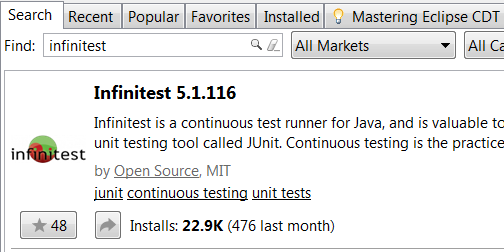 Search Recent Popular Favorites Installed Mastering Eclipse CDT
Find: infinitest All Markets All Ca
Infinitest 5.1.116
Infinitest is a continuous test runner for Java, and is valuable to
infinitest
unit testing tool called JUnit. Continuous testing is the practice
by Open Source, MIT
junit continuous testing unit tests
48 Installs: 22.9K (476 last month)